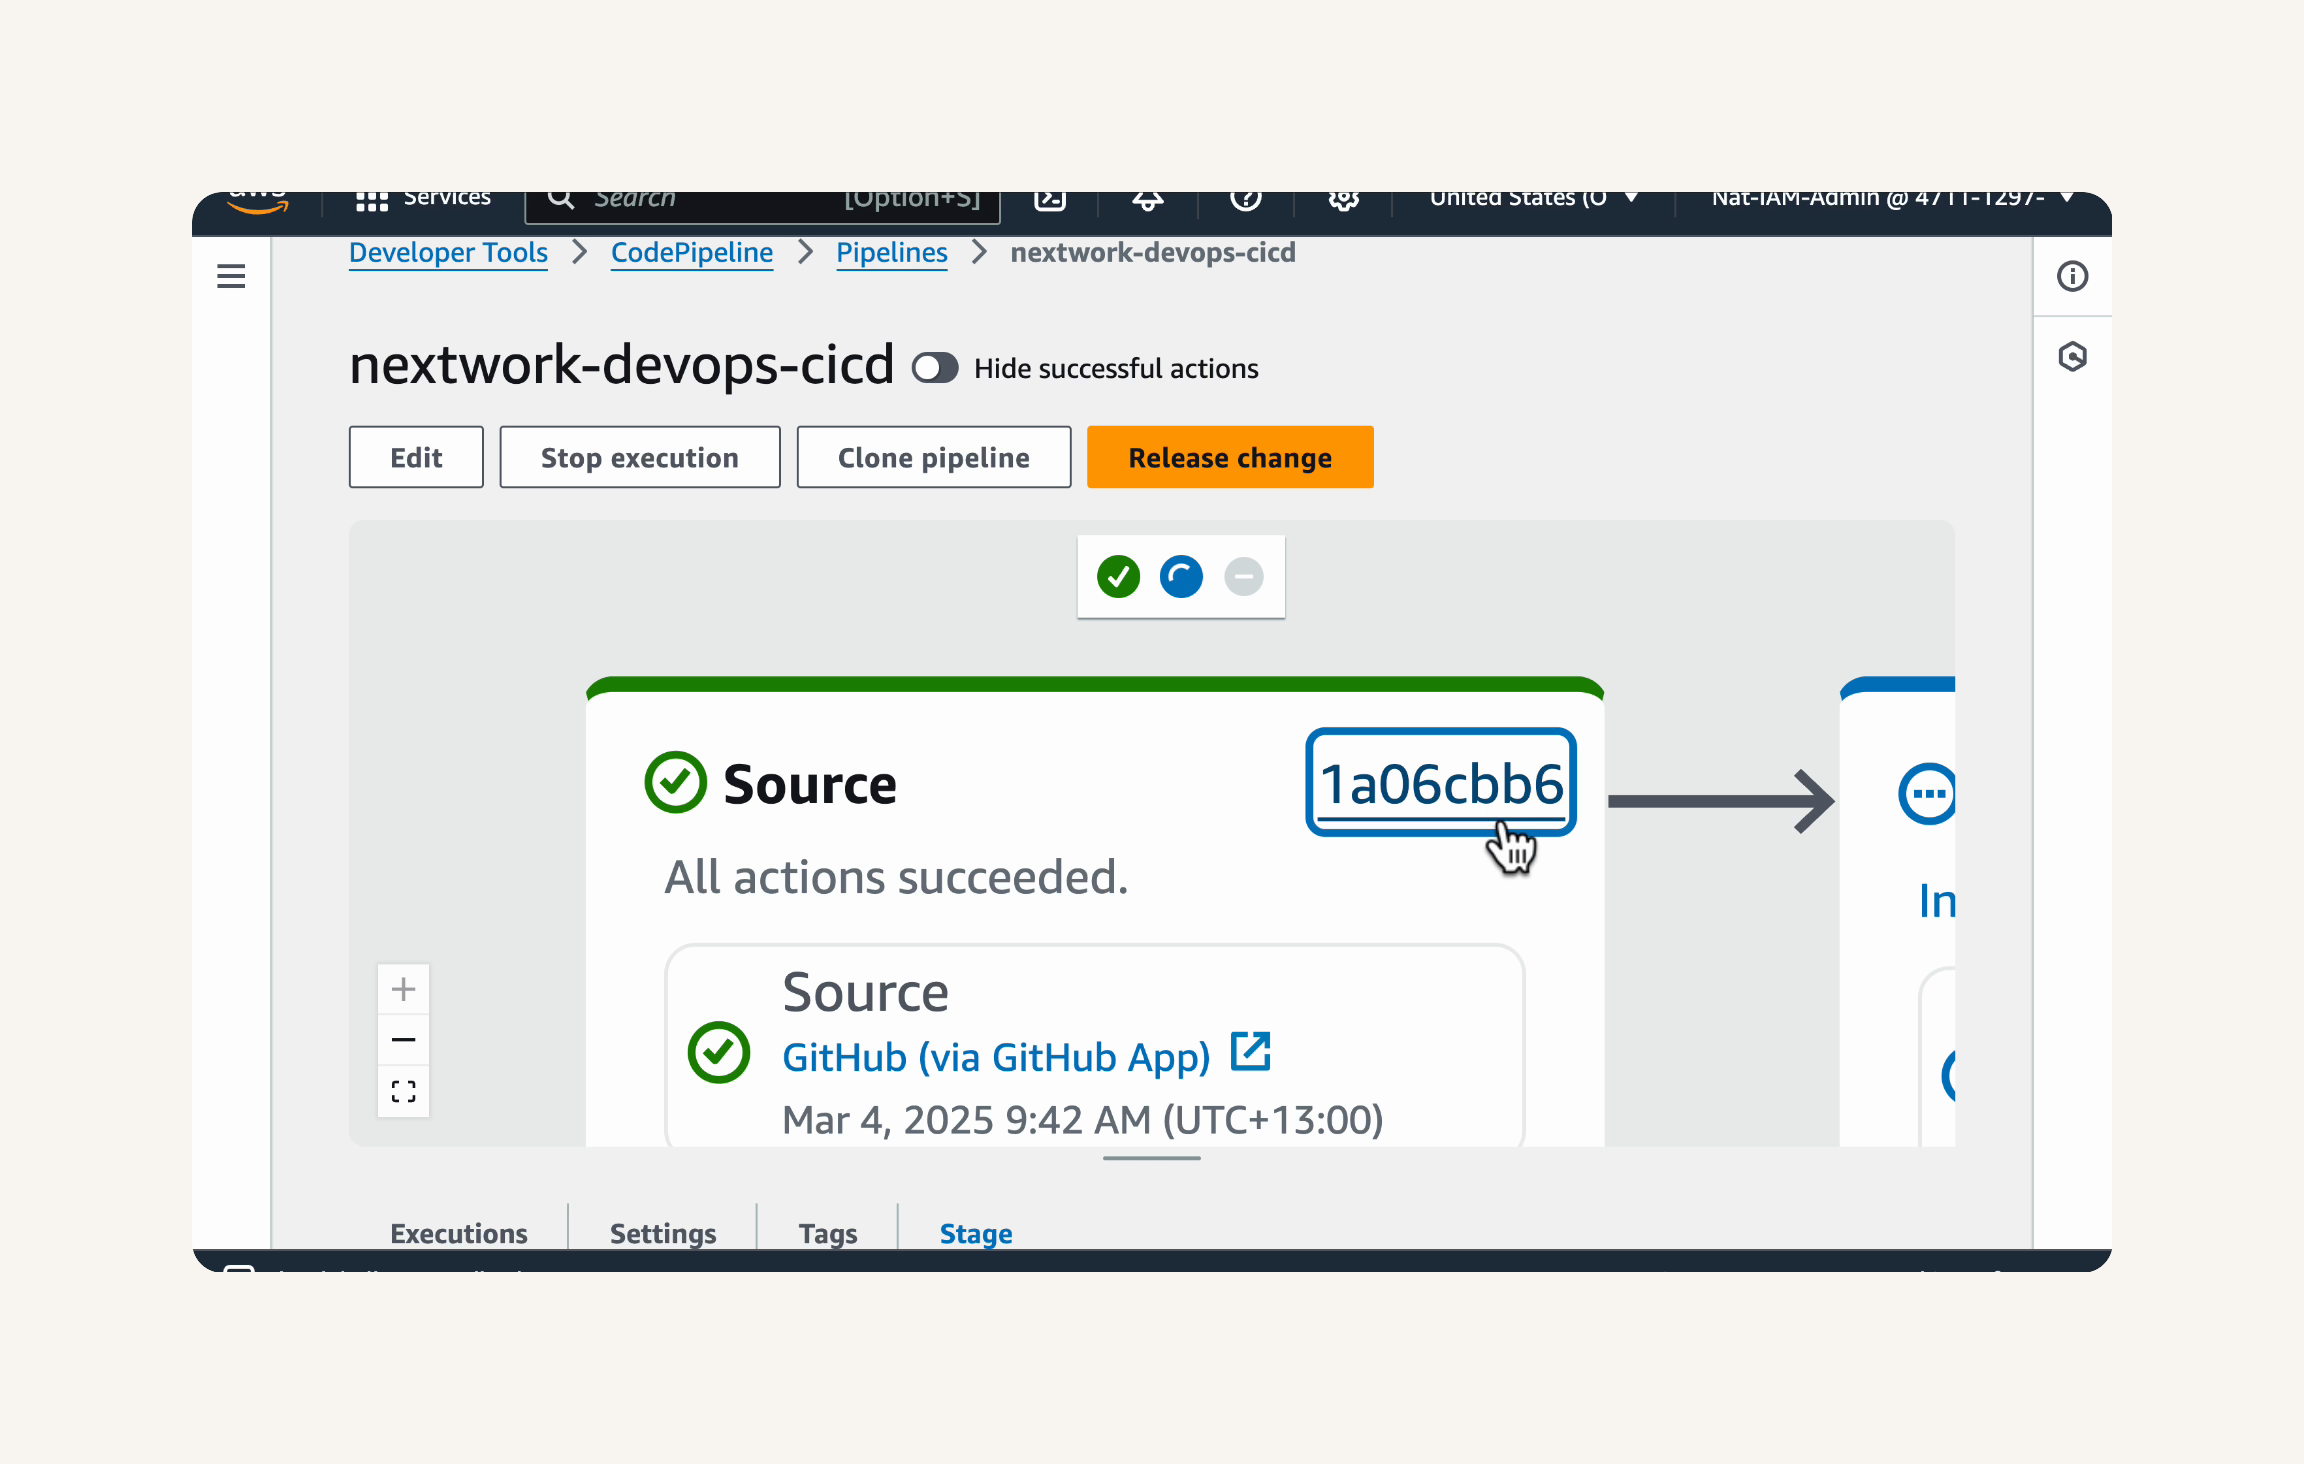 aws Services Search [Option+S] United States (O Nat-IAM-Admin @ 4711-1297-
Developer Tools CodePipeline Pipelines nextwork-devops-cicd
nextwork-devops-cicd Hide successful actions
Edit Stop execution Clone pipeline Release change
Source 1a06cbb6
All actions succeeded.
In
Source
GitHub (via GitHub App)
Mar 4, 2025 9:42 AM (UTC+13:00)
Executions Settings Tags Stage